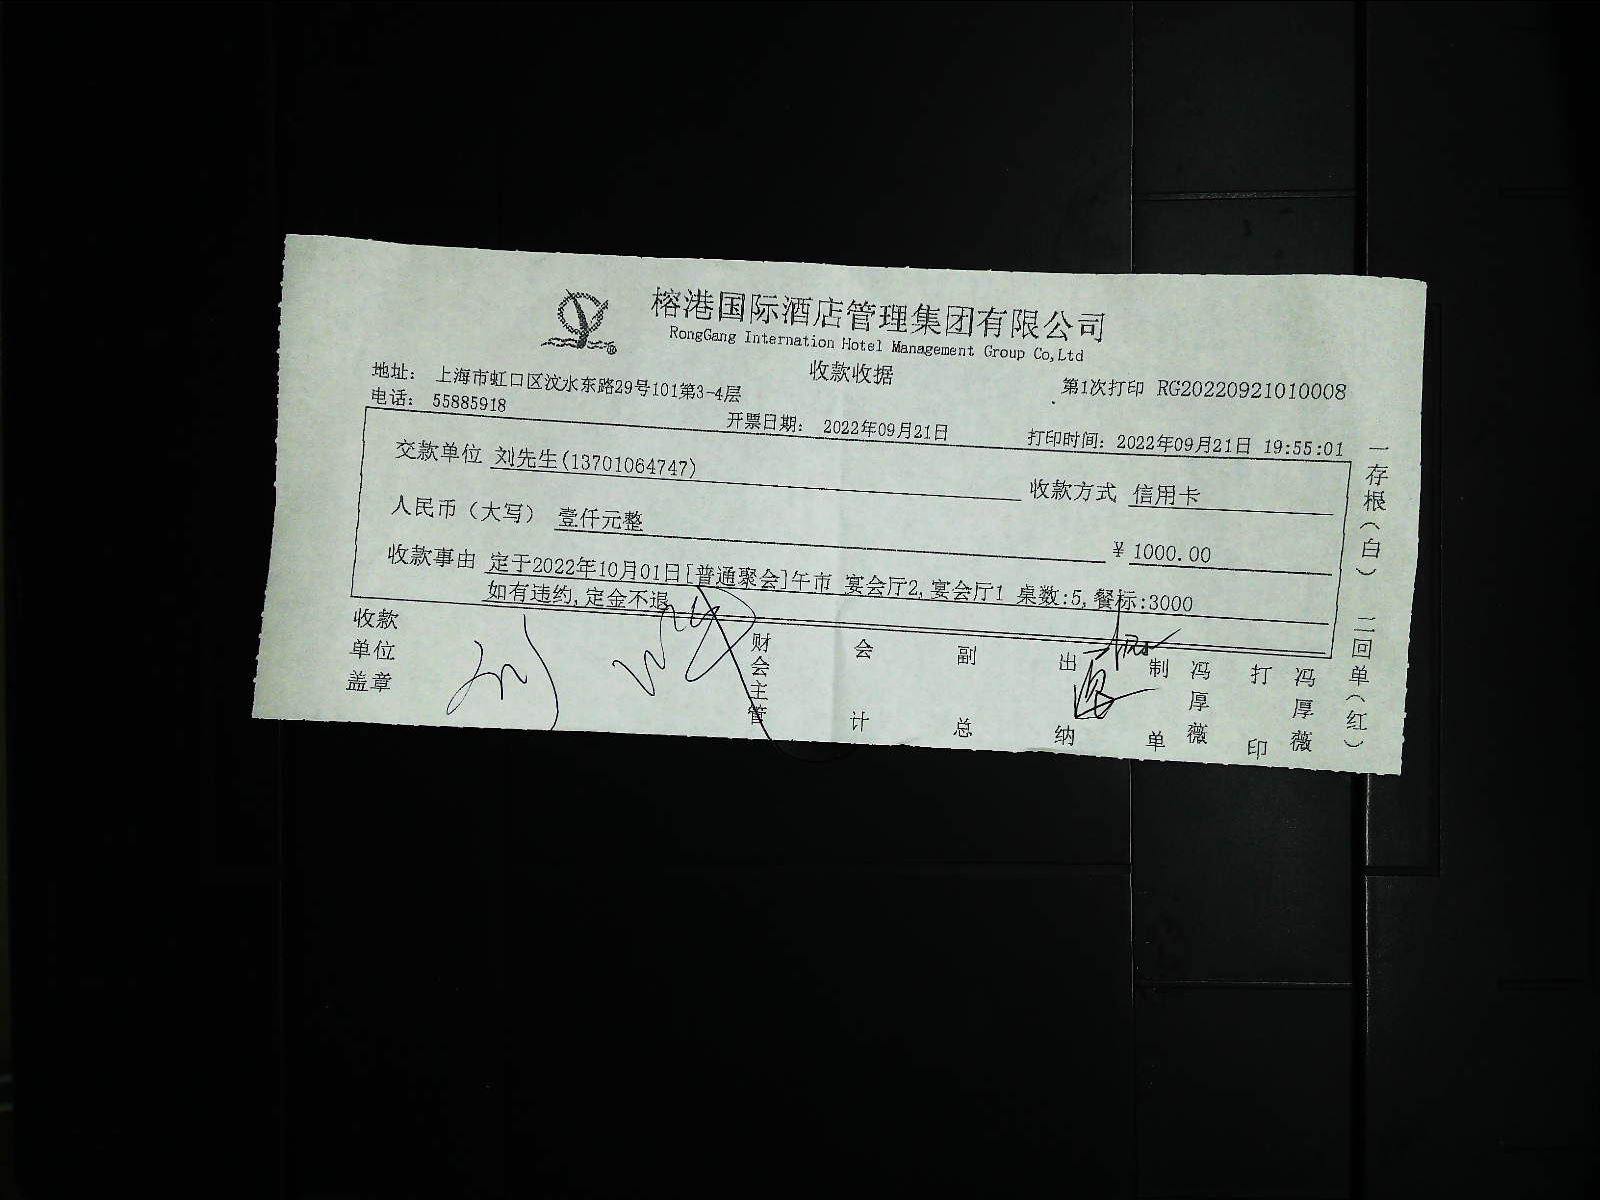 榕港国际酒店管理集团有限公司
RongGang Internation Hotel Management Group Co,Ltd
收款收据
地址： 上海市虹口区汶水东路29号101第3-4层
第1次打印 RG20220921010008
电话： 55885918
开票日期： 2022年09月21日
打印时间：2022年09月21日 19:55:01
交款单位 刘先生(13701064747)
收款方式 信用卡
人民币（大写） 壹仟元整
¥ 1000.00
收款事由 定于2022年10月01日[普通聚会]午市 宴会厅2,宴会厅1 桌数:5,餐标:3000
如有违约,定金不退
收款单位盖章
财会主管
会计
副总
出纳
制单 冯厚薇
打印 冯厚薇
一存根（白） 二回单（红）